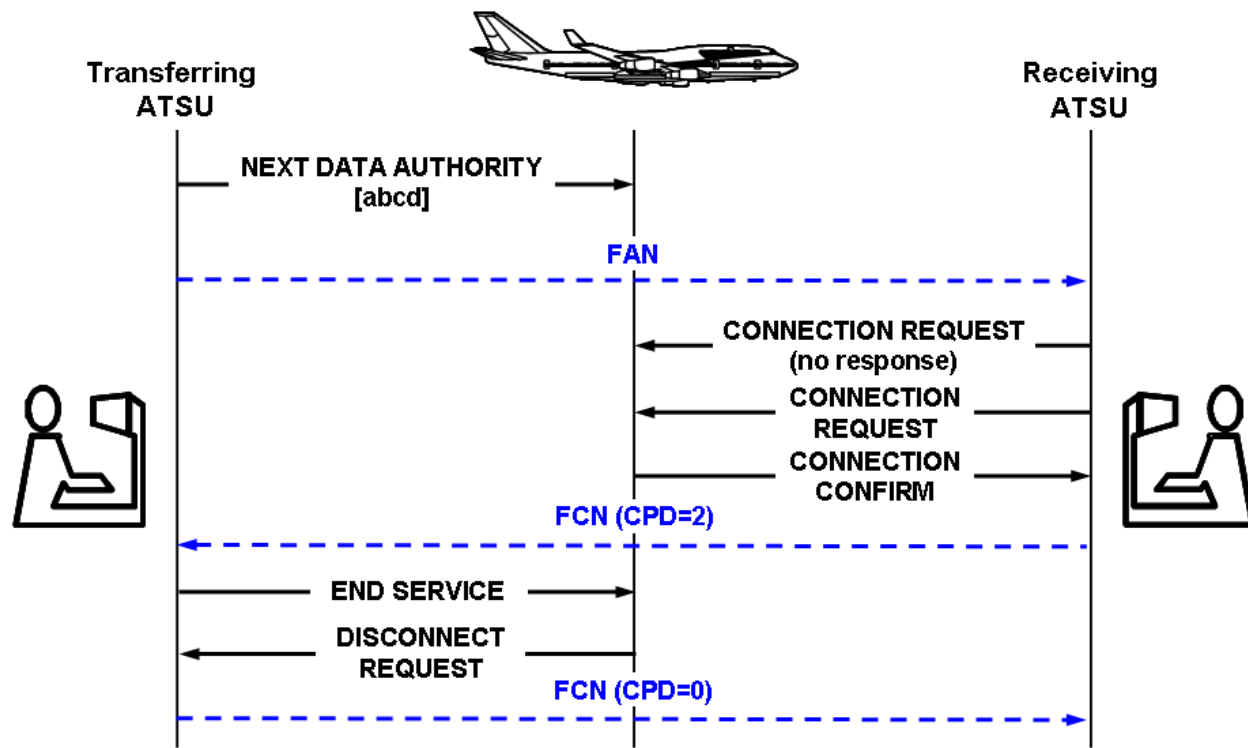 Transferring
ATSU
Receiving
ATSU
NEXT DATA AUTHORITY
[abcd]
FAN
CONNECTION REQUEST
(no response)
CONNECTION
REQUEST
CONNECTION
CONFIRM
FCN (CPD=2)
END SERVICE
DISCONNECT
REQUEST
FCN (CPD=0)